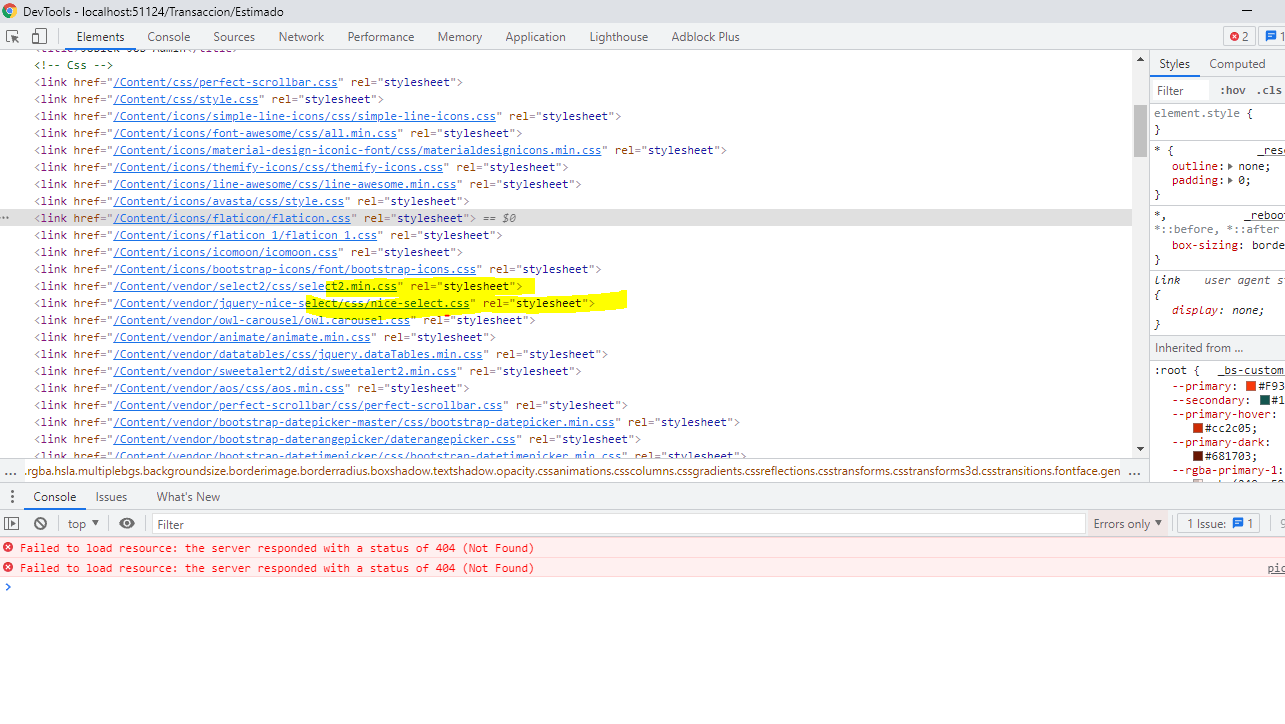 DevTools - localhost:51124/Transaccion/Estimado
Elements Console Sources Network Performance Memory Application Lighthouse Adblock Plus 2 1
<title>Jobick Job Admin</title>
<!-- Css -->
<link href="/Content/css/perfect-scrollbar.css" rel="stylesheet">
<link href="/Content/css/style.css" rel="stylesheet">
<link href="/Content/icons/simple-line-icons/css/simple-line-icons.css" rel="stylesheet">
<link href="/Content/icons/font-awesome/css/all.min.css" rel="stylesheet">
<link href="/Content/icons/material-design-iconic-font/css/materialdesignicons.min.css" rel="stylesheet">
<link href="/Content/icons/themify-icons/css/themify-icons.css" rel="stylesheet">
<link href="/Content/icons/line-awesome/css/line-awesome.min.css" rel="stylesheet">
<link href="/Content/icons/avasta/css/style.css" rel="stylesheet">
... <link href="/Content/icons/flaticon/flaticon.css" rel="stylesheet"> == $0
<link href="/Content/icons/flaticon_1/flaticon_1.css" rel="stylesheet">
<link href="/Content/icons/icomoon/icomoon.css" rel="stylesheet">
<link href="/Content/icons/bootstrap-icons/font/bootstrap-icons.css" rel="stylesheet">
<link href="/Content/vendor/select2/css/select2.min.css" rel="stylesheet">
<link href="/Content/vendor/jquery-nice-select/css/nice-select.css" rel="stylesheet">
<link href="/Content/vendor/owl-carousel/owl.carousel.css" rel="stylesheet">
<link href="/Content/vendor/animate/animate.min.css" rel="stylesheet">
<link href="/Content/vendor/datatables/css/jquery.dataTables.min.css" rel="stylesheet">
<link href="/Content/vendor/sweetalert2/dist/sweetalert2.min.css" rel="stylesheet">
<link href="/Content/vendor/aos/css/aos.min.css" rel="stylesheet">
<link href="/Content/vendor/perfect-scrollbar/css/perfect-scrollbar.css" rel="stylesheet">
<link href="/Content/vendor/bootstrap-datepicker-master/css/bootstrap-datepicker.min.css" rel="stylesheet">
<link href="/Content/vendor/bootstrap-daterangepicker/daterangepicker.css" rel="stylesheet">
<link href="/Content/vendor/bootstrap-datetimepicker/css/bootstrap-datetimepicker.min.css" rel="stylesheet">
... .rgba.hsla.multiplebgs.backgroundsize.borderimage.borderradius.boxshadow.textshadow.opacity.cssanimations.csscolumns.cssgradients.cssreflections.csstransforms.csstransforms3d.csstransitions.fontface.gen ...
Styles Computed
Filter :hov .cls
element.style {
}
* { _res
outline: none;
padding: 0;
}
*, _reboo
*::before, *::after
box-sizing: borde
}
link user agent s
{
display: none;
}
Inherited from ...
:root { _bs-custom
--primary: #F93
--secondary: #1
--primary-hover:
#cc2c05;
--primary-dark:
#681703;
--rgba-primary-1:
Console Issues What's New
top Filter Errors only 1 Issue: 1
Failed to load resource: the server responded with a status of 404 (Not Found)
Failed to load resource: the server responded with a status of 404 (Not Found) pic